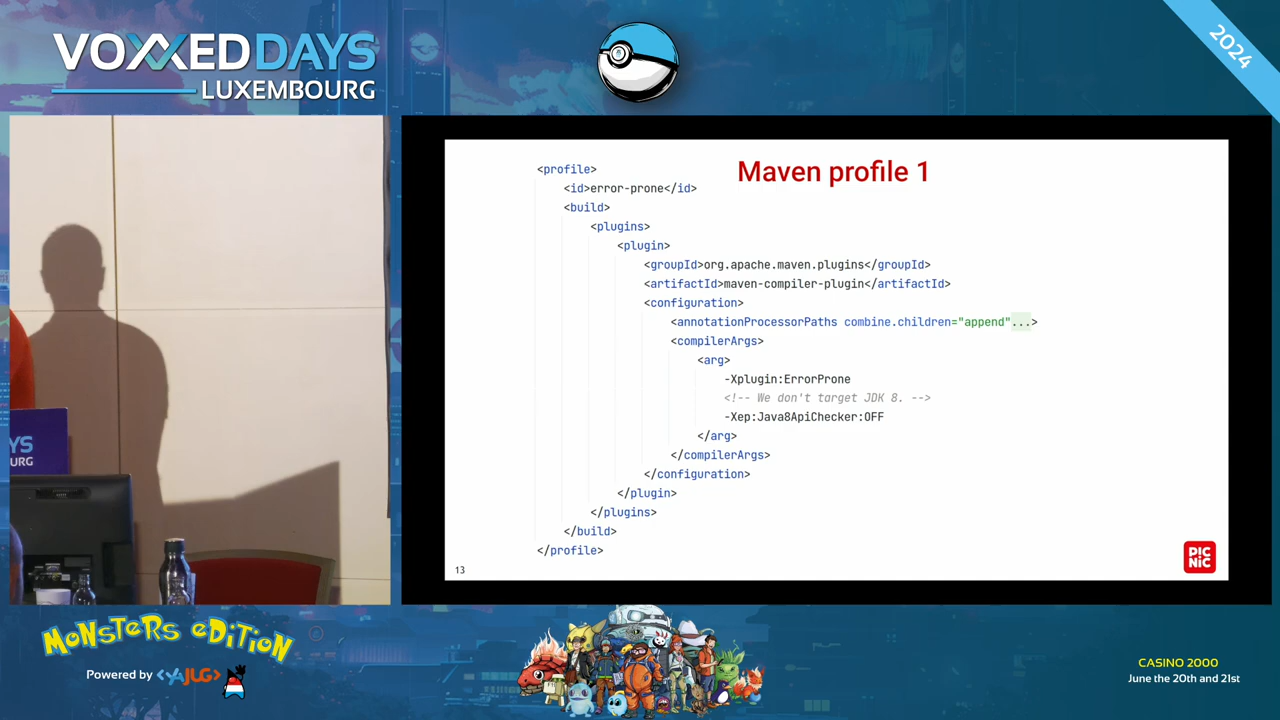 VOXXED DAYS
LUXEMBOURG
2024
Maven profile 1
<profile>
<id>error-prone</id>
<build>
<plugins>
<plugin>
<groupId>org.apache.maven.plugins</groupId>
<artifactId>maven-compiler-plugin</artifactId>
<configuration>
<annotationProcessorPaths combine.children="append"...>
<compilerArgs>
<arg>
-Xplugin:ErrorProne
<!-- We don't target JDK 8. -->
-Xep:Java8ApiChecker:OFF
</arg>
</compilerArgs>
</configuration>
</plugin>
</plugins>
</build>
</profile>
13
PIC
NIC
YS
URG
MONSTERS EDITION
Powered by <YAJUG>
CASINO 2000
June the 20th and 21st